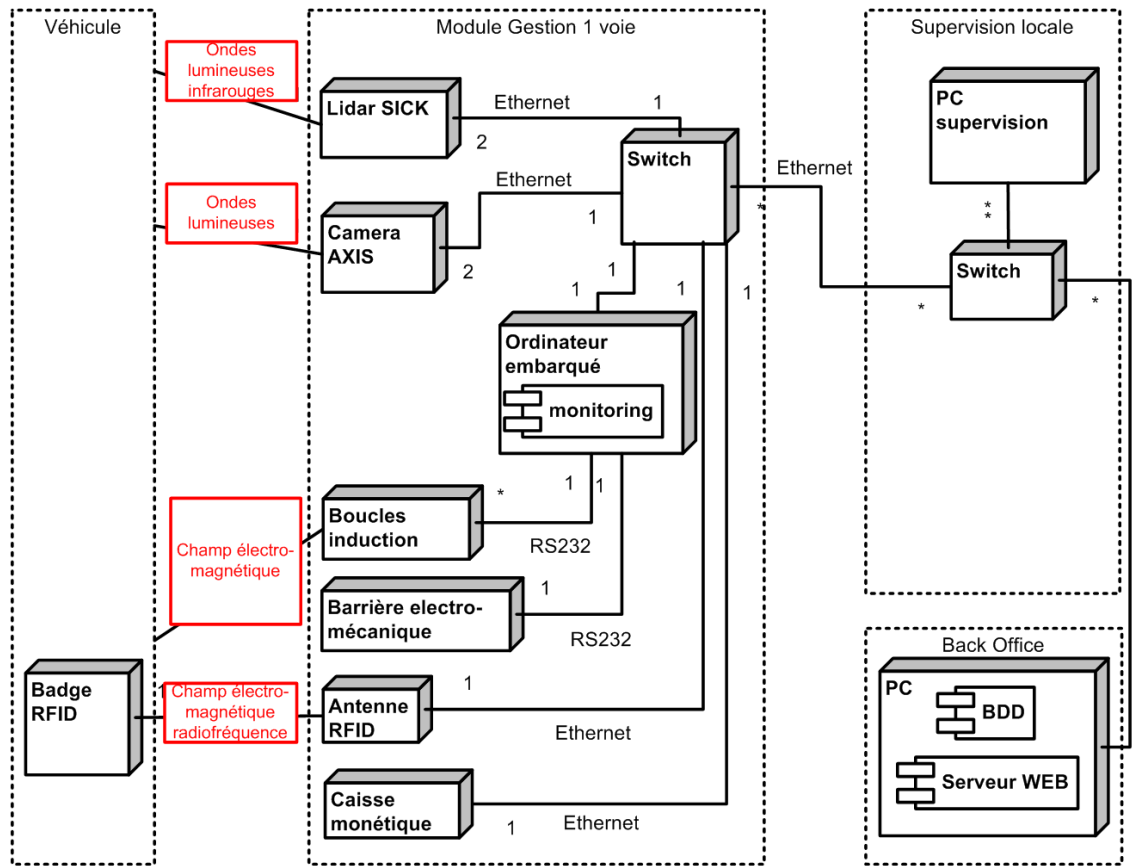 Véhicule
Module Gestion 1 voie
Supervision locale
Ondes
lumineuses
infrarouges
Lidar SICK
Ethernet
1
2
Switch
PC
supervision
Ethernet
Ethernet
1
*
*
*
Ondes
lumineuses
Camera
AXIS
2
Switch
1
1
1
1
*
*
Ordinateur
embarqué
monitoring
1
1
*
Boucles
induction
RS232
Champ électro-
magnétique
Barrière electro-
mécanique
1
RS232
Back Office
PC
BDD
Serveur WEB
Badge
RFID
1
Champ électro-
magnétique
radiofréquence
Antenne
RFID
1
Ethernet
Caisse
monétique
1
Ethernet